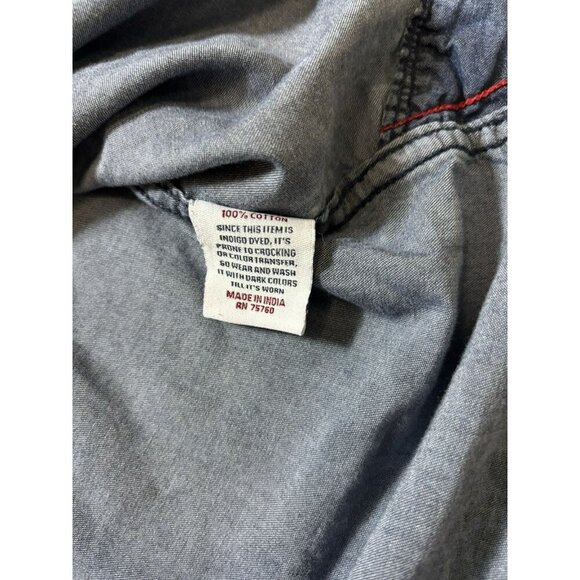 100% COTTON
SINCE THIS ITEM IS
INDIGO DYED, IT'S
PRONE TO CROCKING
OR COLOR TRANSFER,
SO WEAR AND WASH
IT WITH DARK COLORS
TILL IT'S WORN
MADE IN INDIA
RN 75760